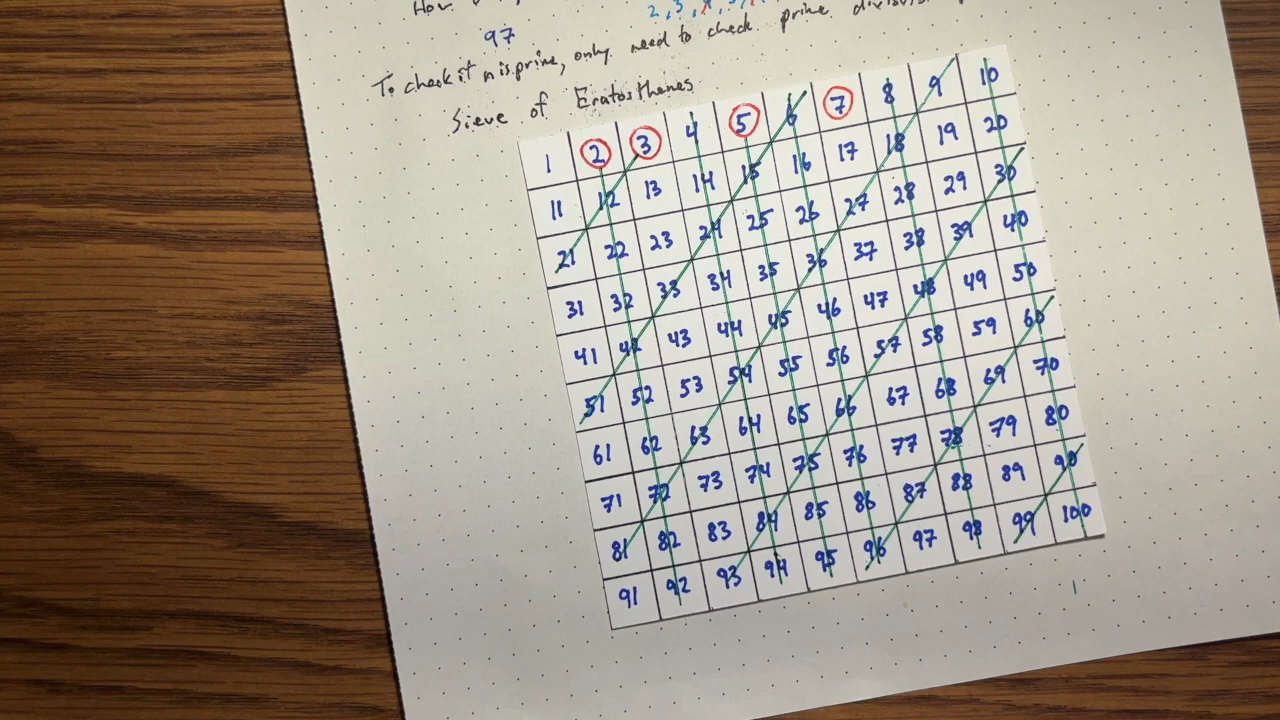 How
2, 3,
97
To check if n is prime, only need to check prime
Sieve of Eratosthenes
1 2 3 4 5 6 7 8 9 10
11 12 13 14 15 16 17 18 19 20
21 22 23 24 25 26 27 28 29 30
31 32 33 34 35 36 37 38 39 40
41 42 43 44 45 46 47 48 49 50
51 52 53 54 55 56 57 58 59 60
61 62 63 64 65 66 67 68 69 70
71 72 73 74 75 76 77 78 79 80
81 82 83 84 85 86 87 88 89 90
91 92 93 94 95 96 97 98 99 100